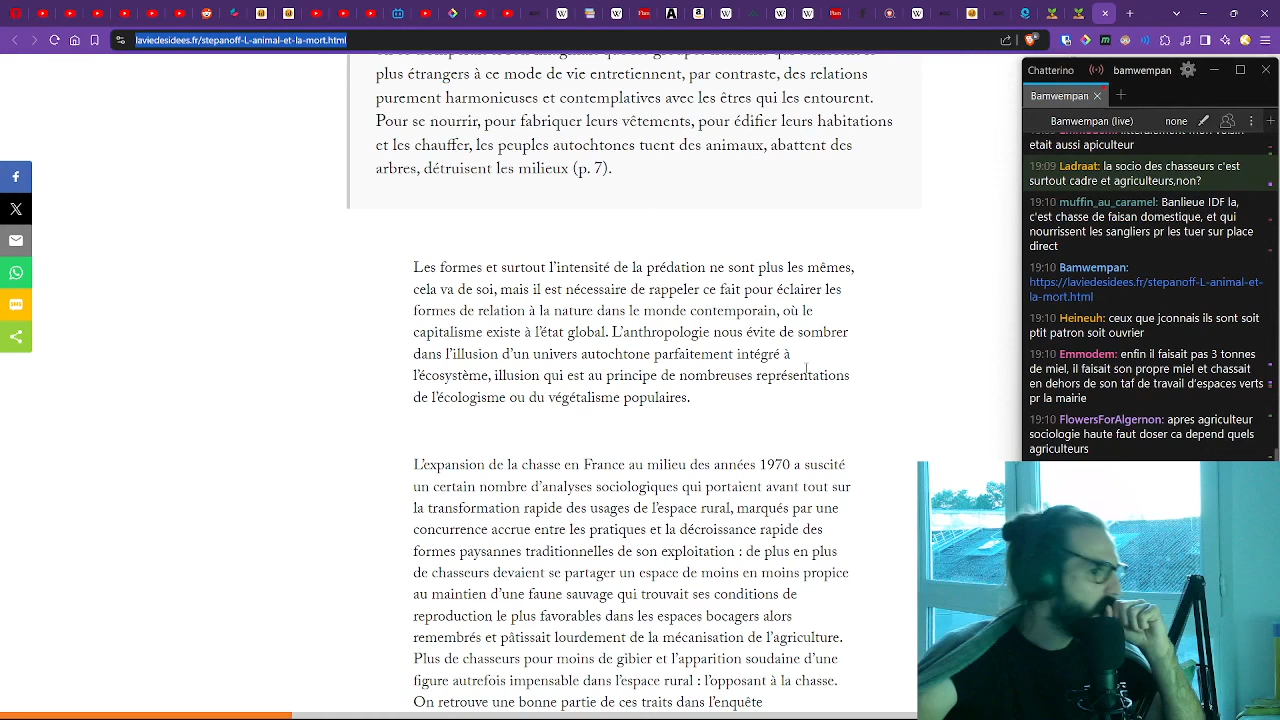 laviedesidees.fr/stepanoff-L-animal-et-la-mort.html
plus étrangers à ce mode de vie entretiennent, par contraste, des relations
purement harmonieuses et contemplatives avec les êtres qui les entourent.
Pour se nourrir, pour fabriquer leurs vêtements, pour édifier leurs habitations
et les chauffer, les peuples autochtones tuent des animaux, abattent des
arbres, détruisent les milieux (p. 7).
Les formes et surtout l’intensité de la prédation ne sont plus les mêmes,
cela va de soi, mais il est nécessaire de rappeler ce fait pour éclairer les
formes de relation à la nature dans le monde contemporain, où le
capitalisme existe à l’état global. L’anthropologie nous évite de sombrer
dans l’illusion d’un univers autochtone parfaitement intégré à
l’écosystème, illusion qui est au principe de nombreuses représentations
de l’écologisme ou du végétalisme populaires.
L’expansion de la chasse en France au milieu des années 1970 a suscité
un certain nombre d’analyses sociologiques qui portaient avant tout sur
la transformation rapide des usages de l’espace rural, marqués par une
concurrence accrue entre les pratiques et la décroissance rapide des
formes paysannes traditionnelles de son exploitation : de plus en plus
de chasseurs devaient se partager un espace de moins en moins propice
au maintien d’une faune sauvage qui trouvait ses conditions de
reproduction le plus favorables dans les espaces bocagers alors
remembrés et pâtissait lourdement de la mécanisation de l’agriculture.
Plus de chasseurs pour moins de gibier et l’apparition soudaine d’une
figure autrefois impensable dans l’espace rural : l’opposant à la chasse.
On retrouve une bonne partie de ces traits dans l’enquête
SMS
Chatterino
bamwempan
Bamwempan
Bamwempan (live)
none
etait aussi apiculteur
19:09 Ladraat: la socio des chasseurs c'est
surtout cadre et agriculteurs,non?
19:10 muffin_au_caramel: Banlieue IDF la,
c'est chasse de faisan domestique, et qui
nourrissent les sangliers pr les tuer sur place
direct
19:10 Bamwempan:
https://laviedesidees.fr/stepanoff-L-animal-et-
la-mort.html
19:10 Heineuh: ceux que jconnais ils sont soit
ptit patron soit ouvrier
19:10 Emmodem: enfin il faisait pas 3 tonnes
de miel, il faisait son propre miel et chassait
en dehors de son taf de travail d'espaces verts
pr la mairie
19:10 FlowersForAlgernon: apres agriculteur
sociologie haute faut doser ca depend quels
agriculteurs